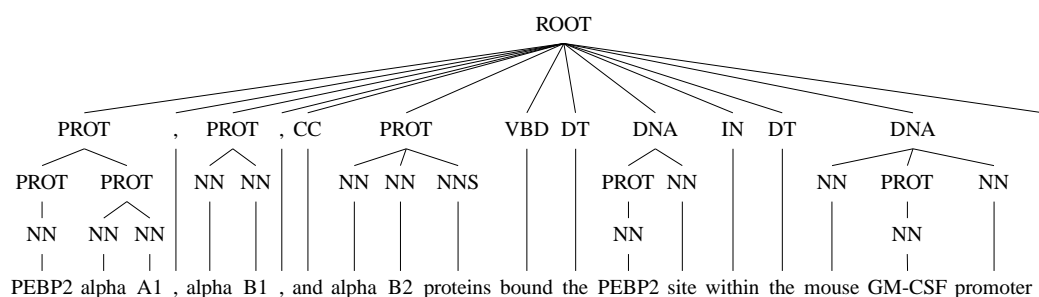 ROOT
PROT , PROT , CC PROT VBD DT DNA IN DT DNA
PROT PROT NN NN NN NN NNS PROT NN NN PROT NN
NN NN NN NN NN
PEBP2 alpha A1 , alpha B1 , and alpha B2 proteins bound the PEBP2 site within the mouse GM-CSF promoter